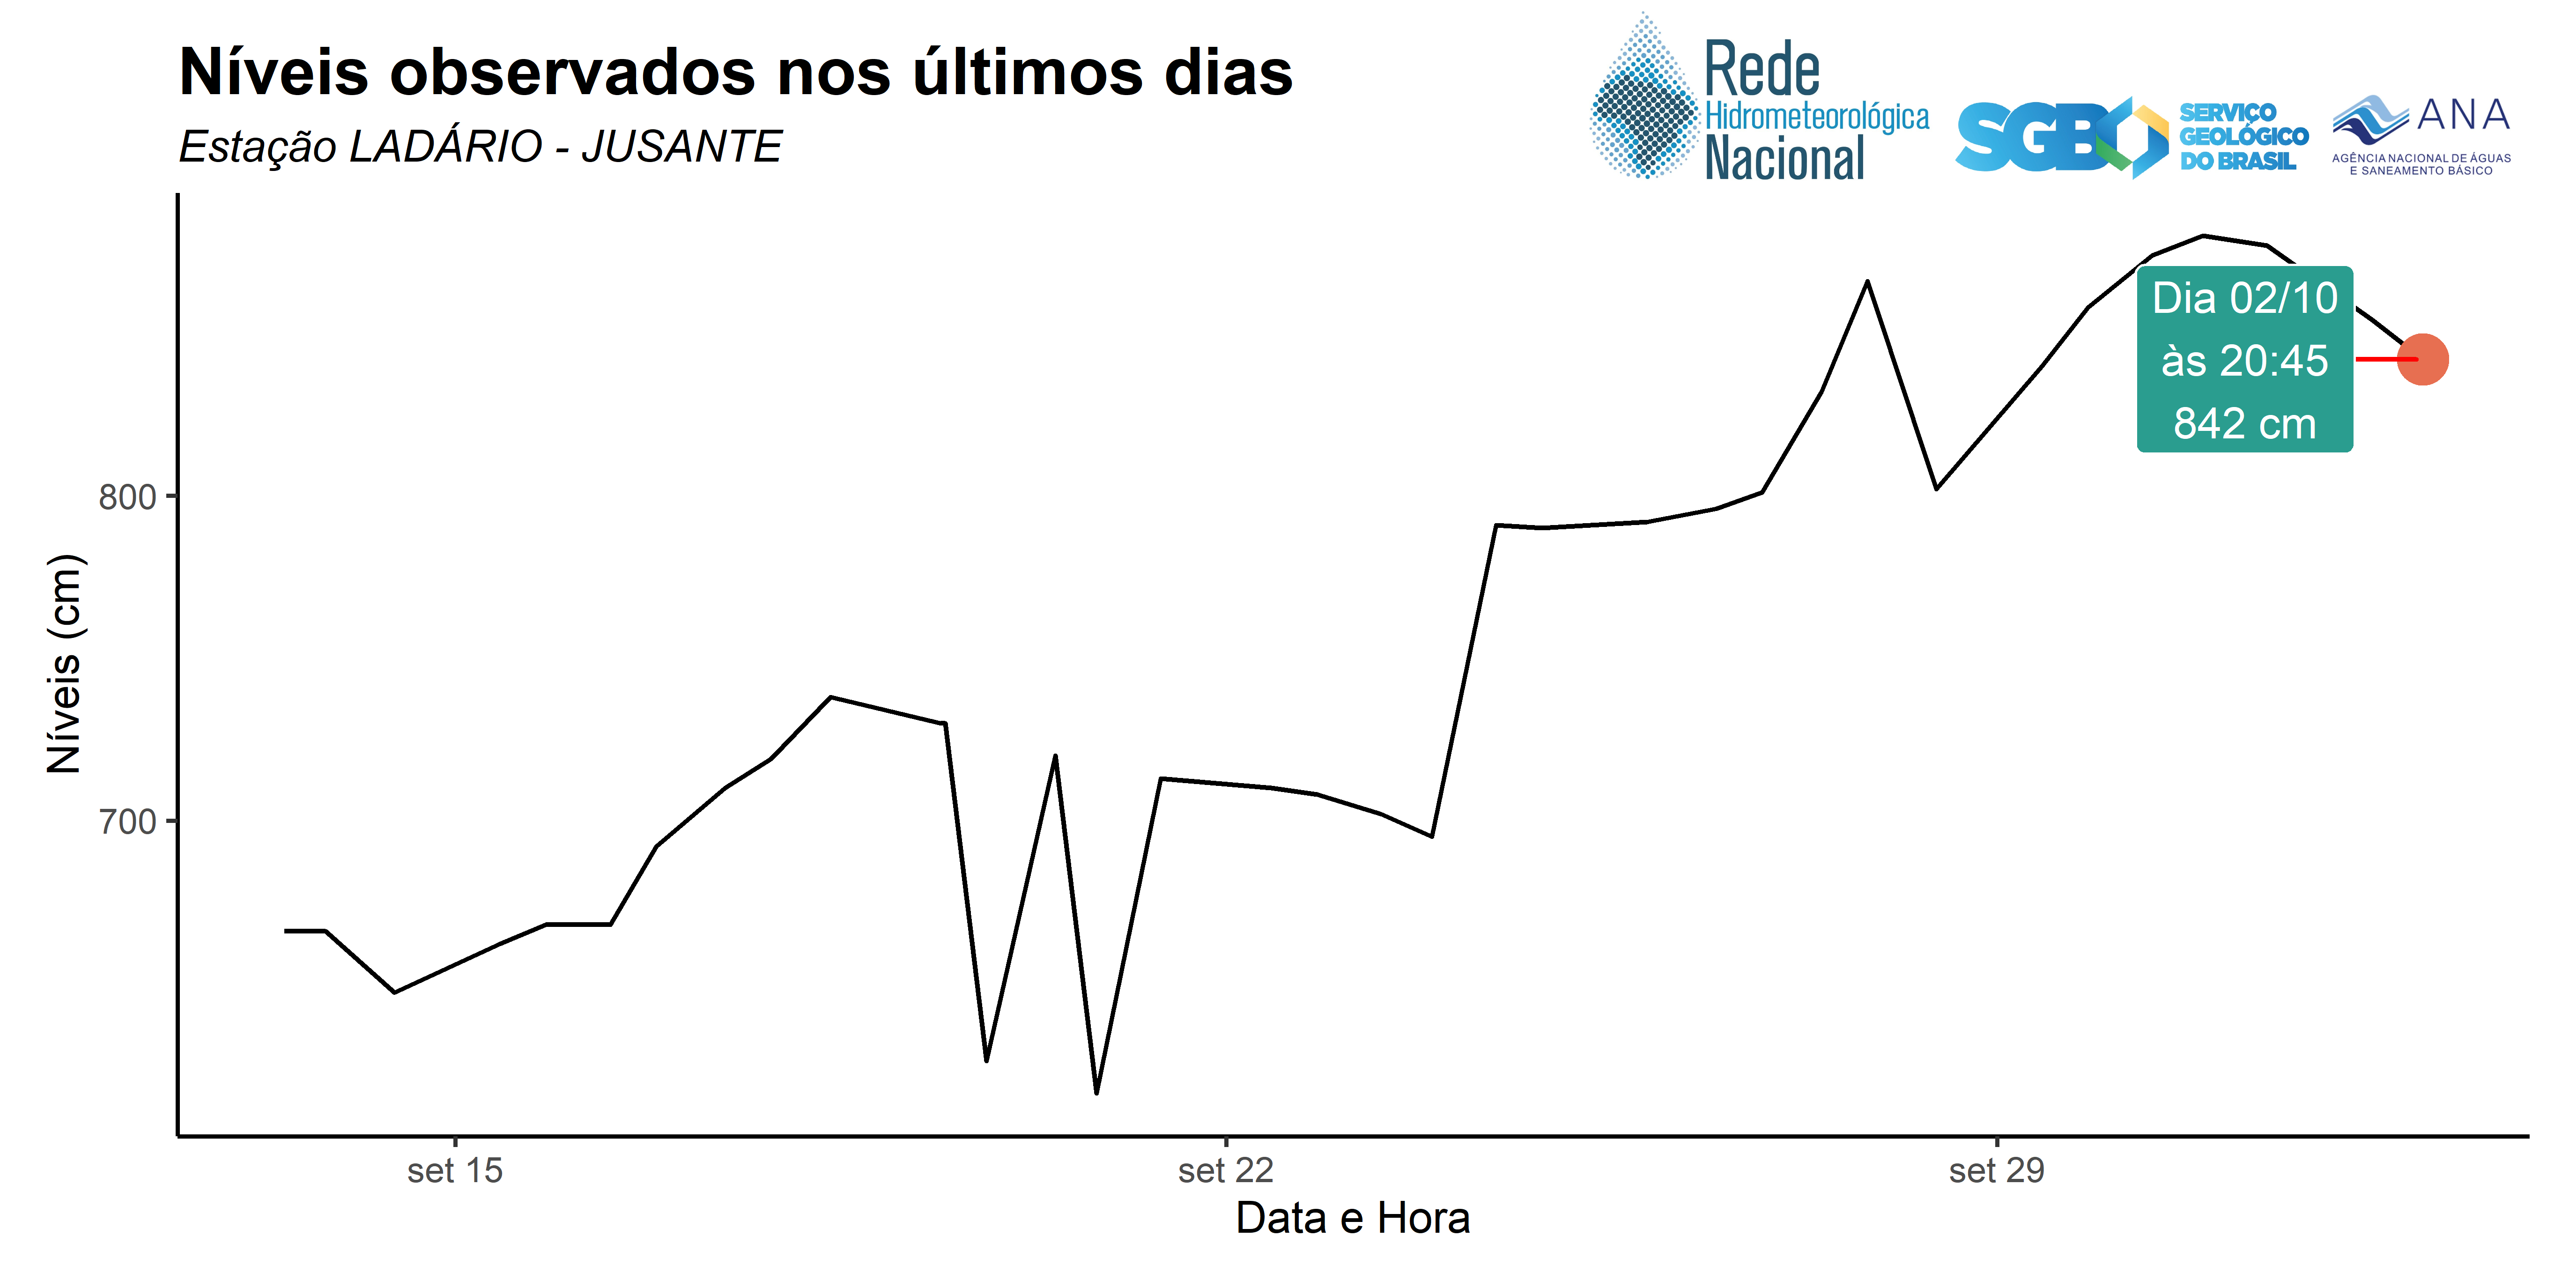 Níveis observados nos últimos dias
Estação LADÁRIO - JUSANTE
Rede
Hidrometeorológica
Nacional
SGB
SERVIÇO
GEOLÓGICO
DO BRASIL
ANA
AGÊNCIA NACIONAL DE ÁGUAS
E SANEAMENTO BÁSICO
Dia 02/10
às 20:45
842 cm
800
700
Níveis (cm)
set 15
set 22
set 29
Data e Hora